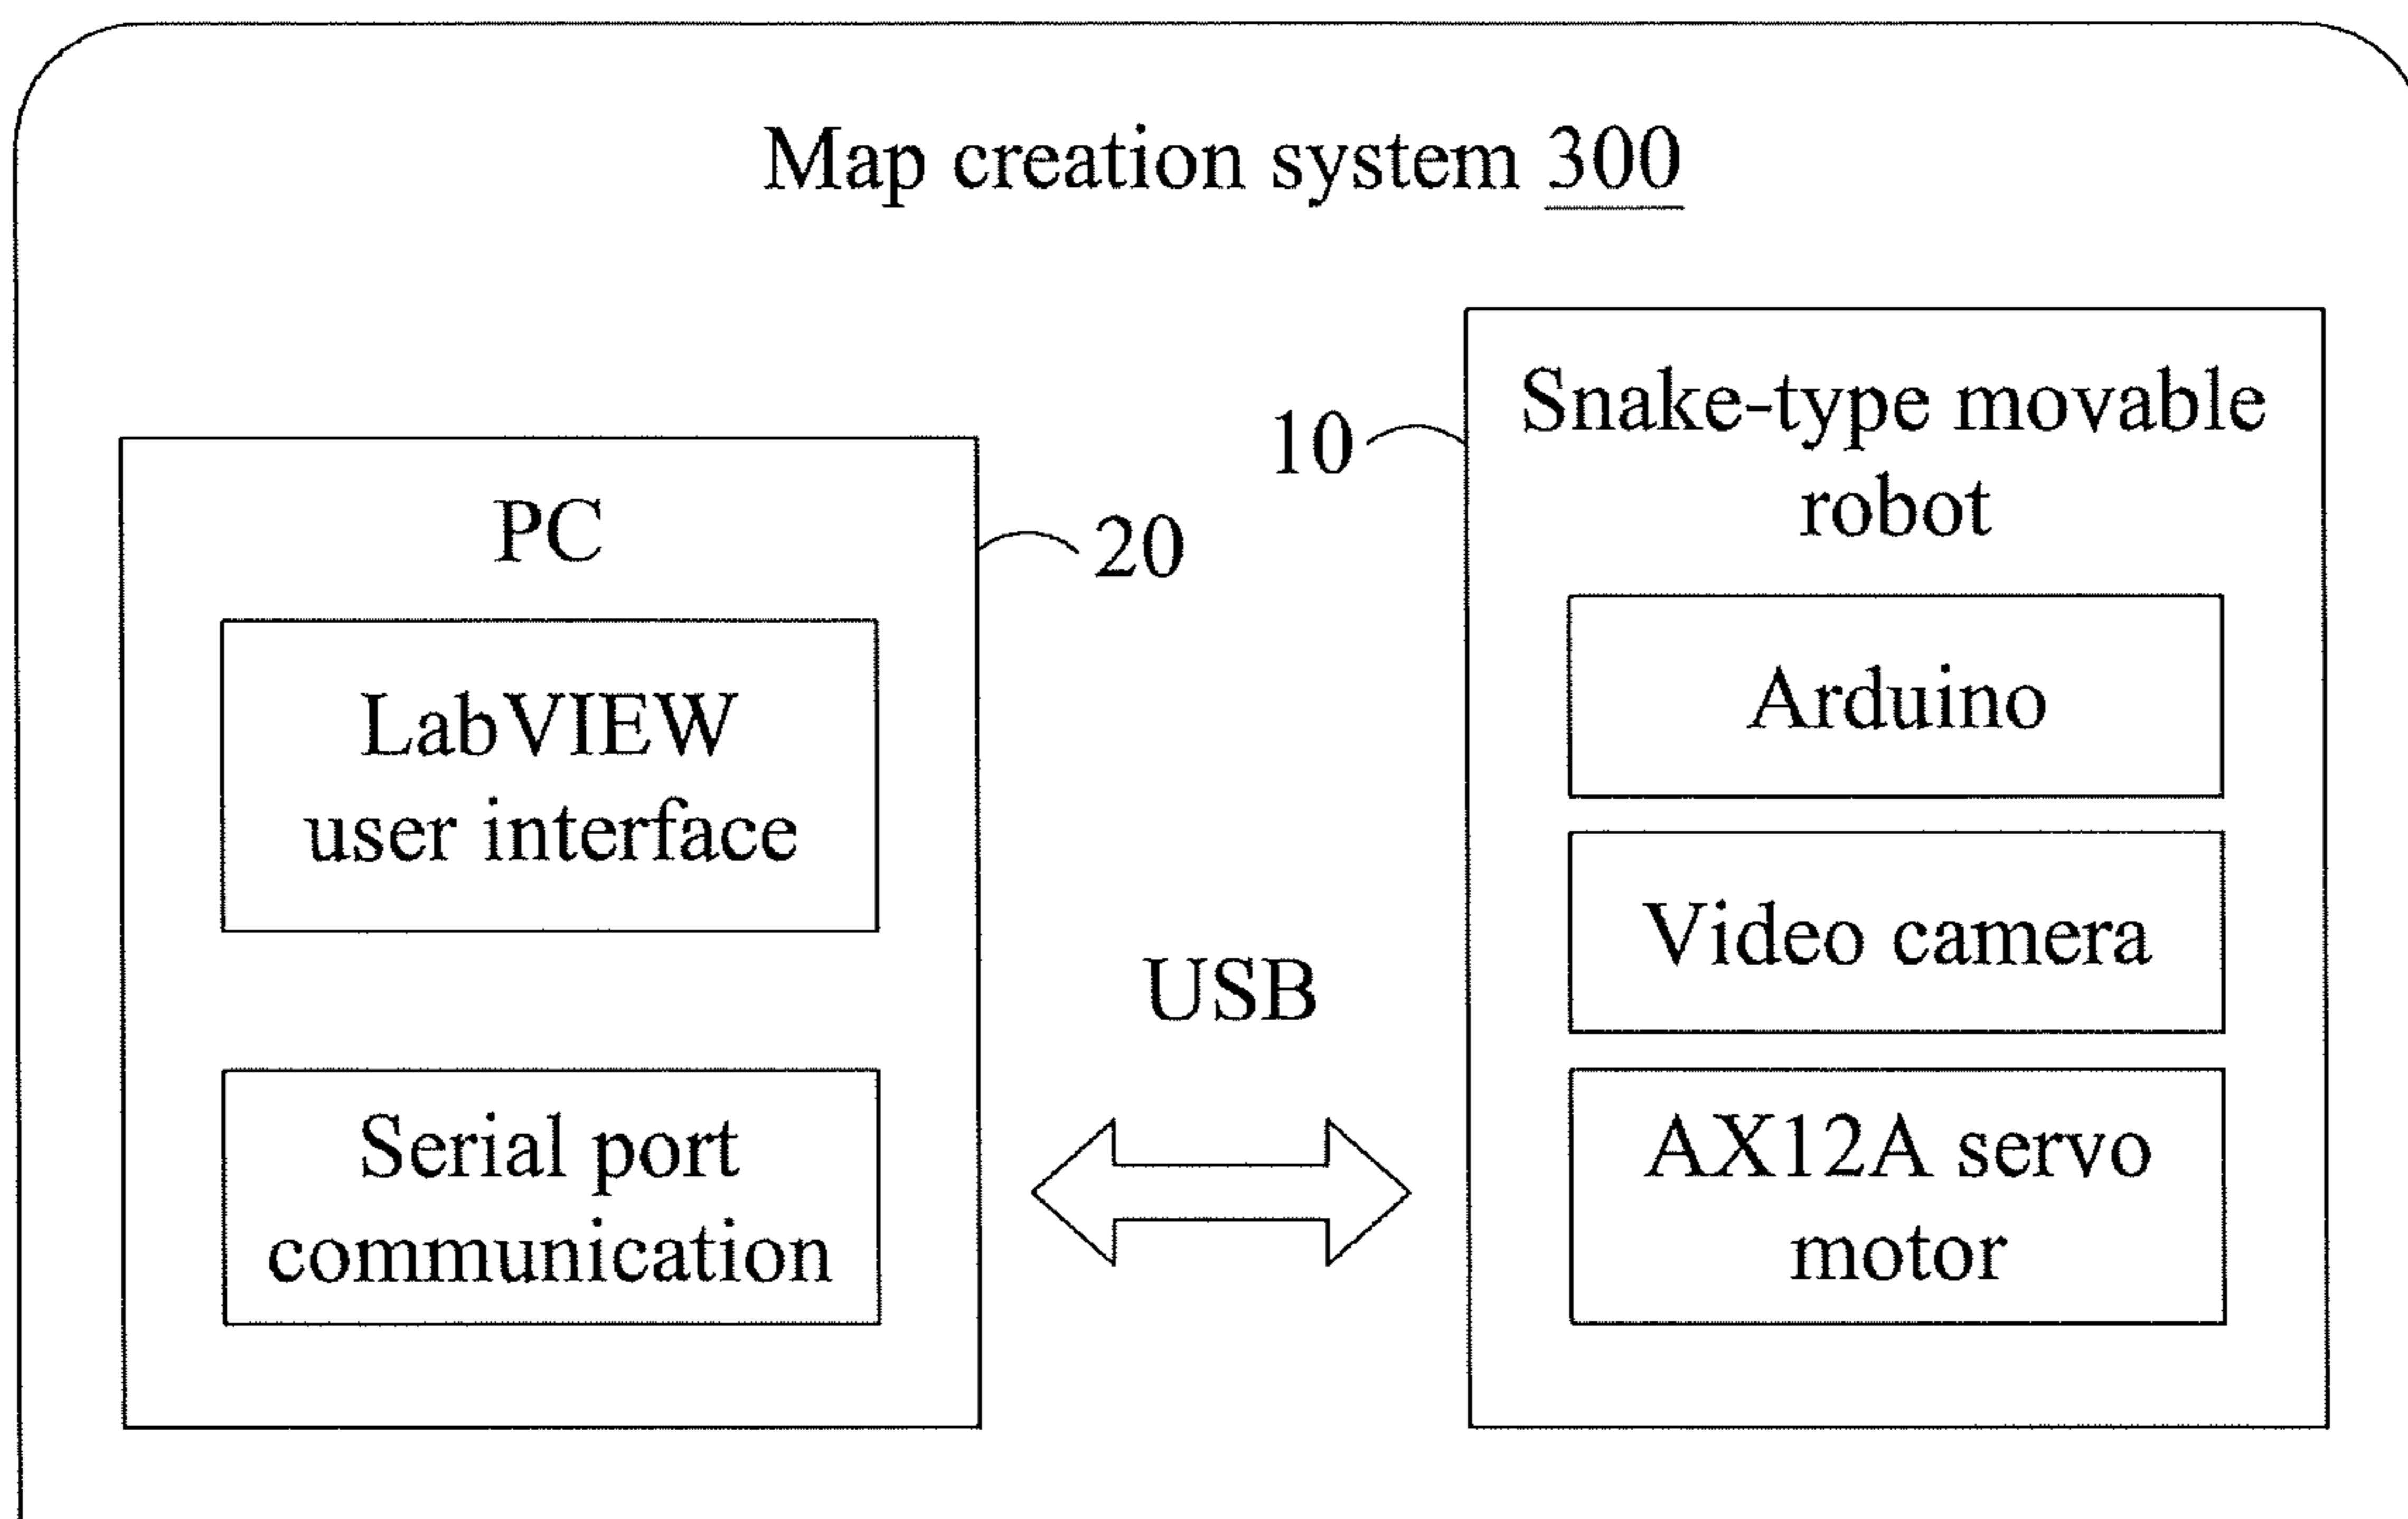 Map creation system 300
PC
20
LabVIEW
user interface
Serial port
communication
USB
10
Snake-type movable
robot
Arduino
Video camera
AX12A servo
motor